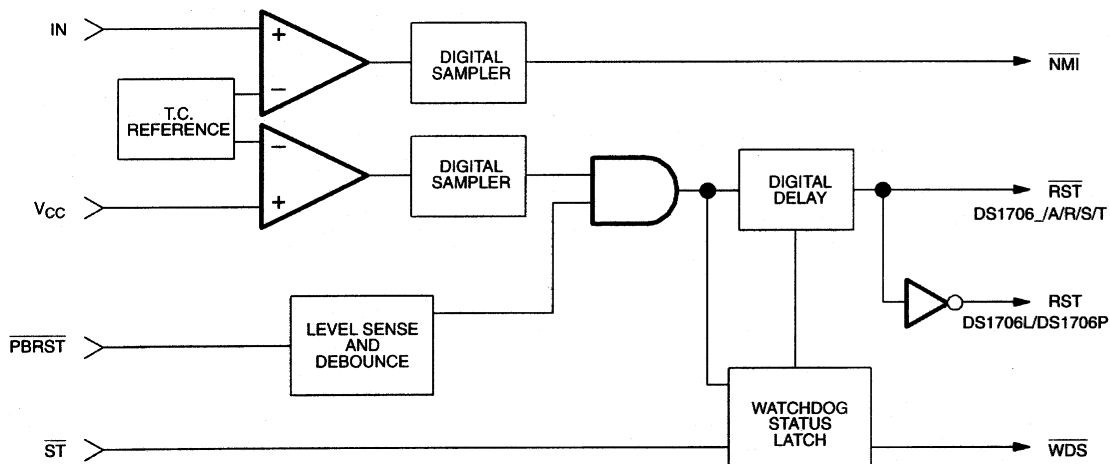 IN
+
−
T.C.
REFERENCE
−
+
VCC
DIGITAL
SAMPLER
NMI
DIGITAL
SAMPLER
DIGITAL
DELAY
RST
DS1706_/A/R/S/T
RST
DS1706L/DS1706P
PBRST
LEVEL SENSE
AND
DEBOUNCE
WATCHDOG
STATUS
LATCH
ST
WDS